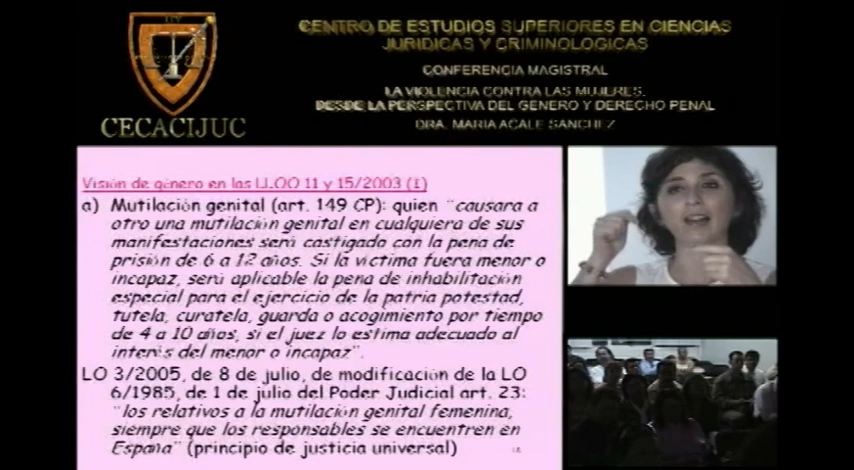 CENTRO DE ESTUDIOS SUPERIORES EN CIENCIAS
JURIDICAS Y CRIMINOLOGICAS
CONFERENCIA MAGISTRAL
LA VIOLENCIA CONTRA LAS MUJERES.
DESDE LA PERSPECTIVA DEL GENERO Y DERECHO PENAL
DRA. MARIA ACALE SANCHEZ
CECACIJUC
Visión de género en las LLOO 11 y 15/2003 (I)
a) Mutilación genital (art. 149 CP): quien "causara a
otro una mutilación genital en cualquiera de sus
manifestaciones será castigado con la pena de
prisión de 6 a 12 años. Si la víctima fuera menor o
incapaz, será aplicable la pena de inhabilitación
especial para el ejercicio de la patria potestad,
tutela, curatela, guarda o acogimiento por tiempo
de 4 a 10 años, si el juez lo estima adecuado al
interés del menor o incapaz".
LO 3/2005, de 8 de julio, de modificación de la LO
6/1985, de 1 de julio del Poder Judicial art. 23:
"los relativos a la mutilación genital femenina,
siempre que los responsables se encuentren en
España" (principio de justicia universal)